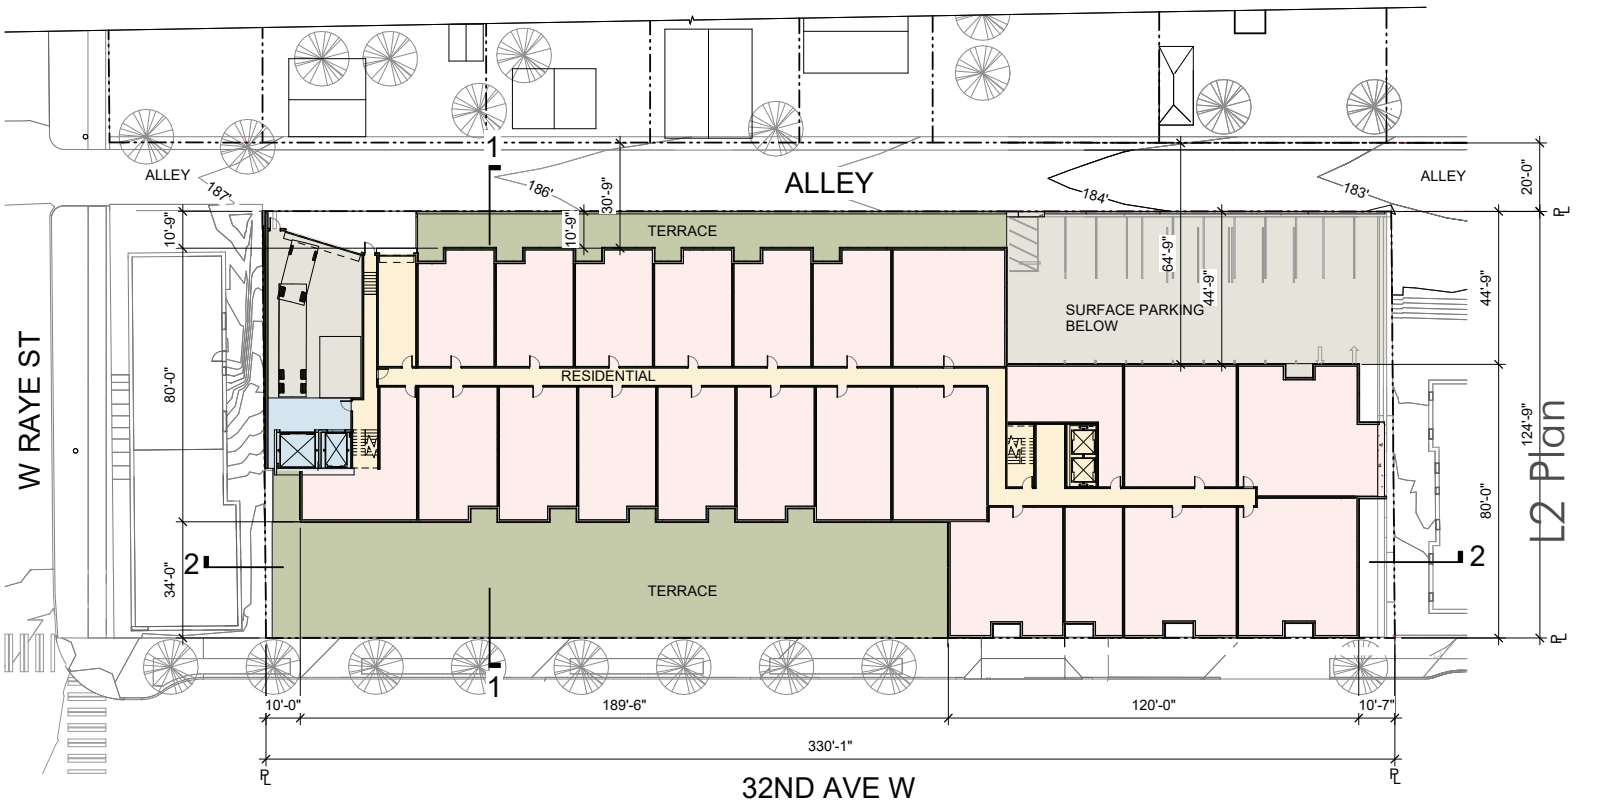 1
ALLEY
187'
186'
30'-9"
ALLEY
184'
183'
ALLEY
20'-0"
PL
10'-9"
10'-9"
TERRACE
64'-9"
44'-9"
44'-9"
SURFACE PARKING
BELOW
W RAYE ST
80'-0"
RESIDENTIAL
124'-9"
L2 Plan
80'-0"
2
34'-0"
TERRACE
2
PL
1
10'-0"
189'-6"
120'-0"
10'-7"
330'-1"
PL
PL
32ND AVE W